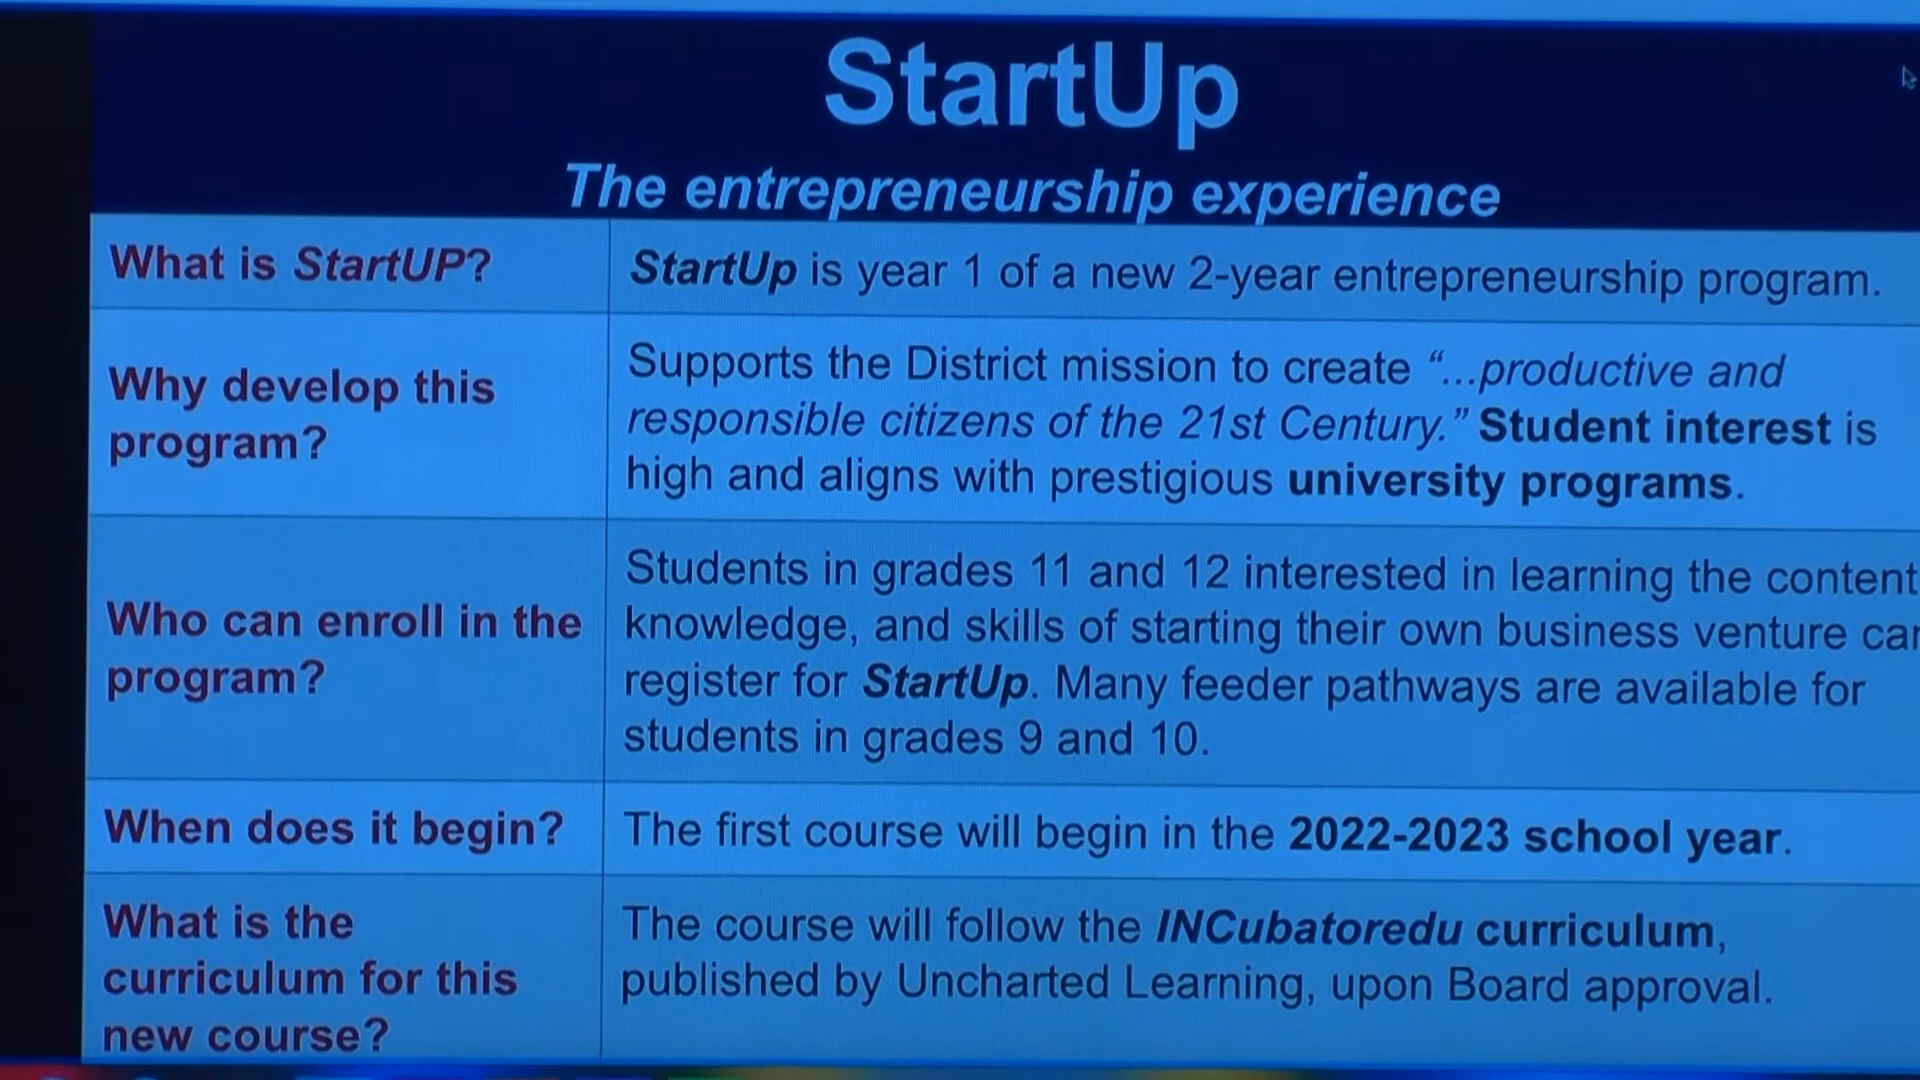 StartUp
The entrepreneurship experience
What is StartUP?
StartUp is year 1 of a new 2-year entrepreneurship program.
Why develop this
program?
Supports the District mission to create “...productive and
responsible citizens of the 21st Century.” Student interest is
high and aligns with prestigious university programs.
Who can enroll in the
program?
Students in grades 11 and 12 interested in learning the content
knowledge, and skills of starting their own business venture
register for StartUp. Many feeder pathways are available for
students in grades 9 and 10.
When does it begin?
The first course will begin in the 2022-2023 school year.
What is the
curriculum for this
new course?
The course will follow the INCubatoredu curriculum,
published by Uncharted Learning, upon Board approval.